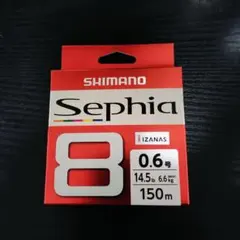 SHIMANO
Sephia
8
IZANAS
0.6号
14.5lb 6.6kg
150m